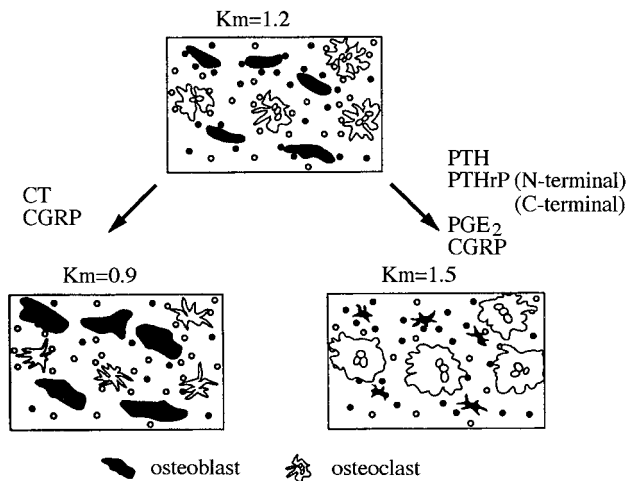 Km=1.2
CT
CGRP
PTH
PTHrP (N-terminal)
(C-terminal)
PGE2
CGRP
Km=0.9
Km=1.5
osteoblast
osteoclast